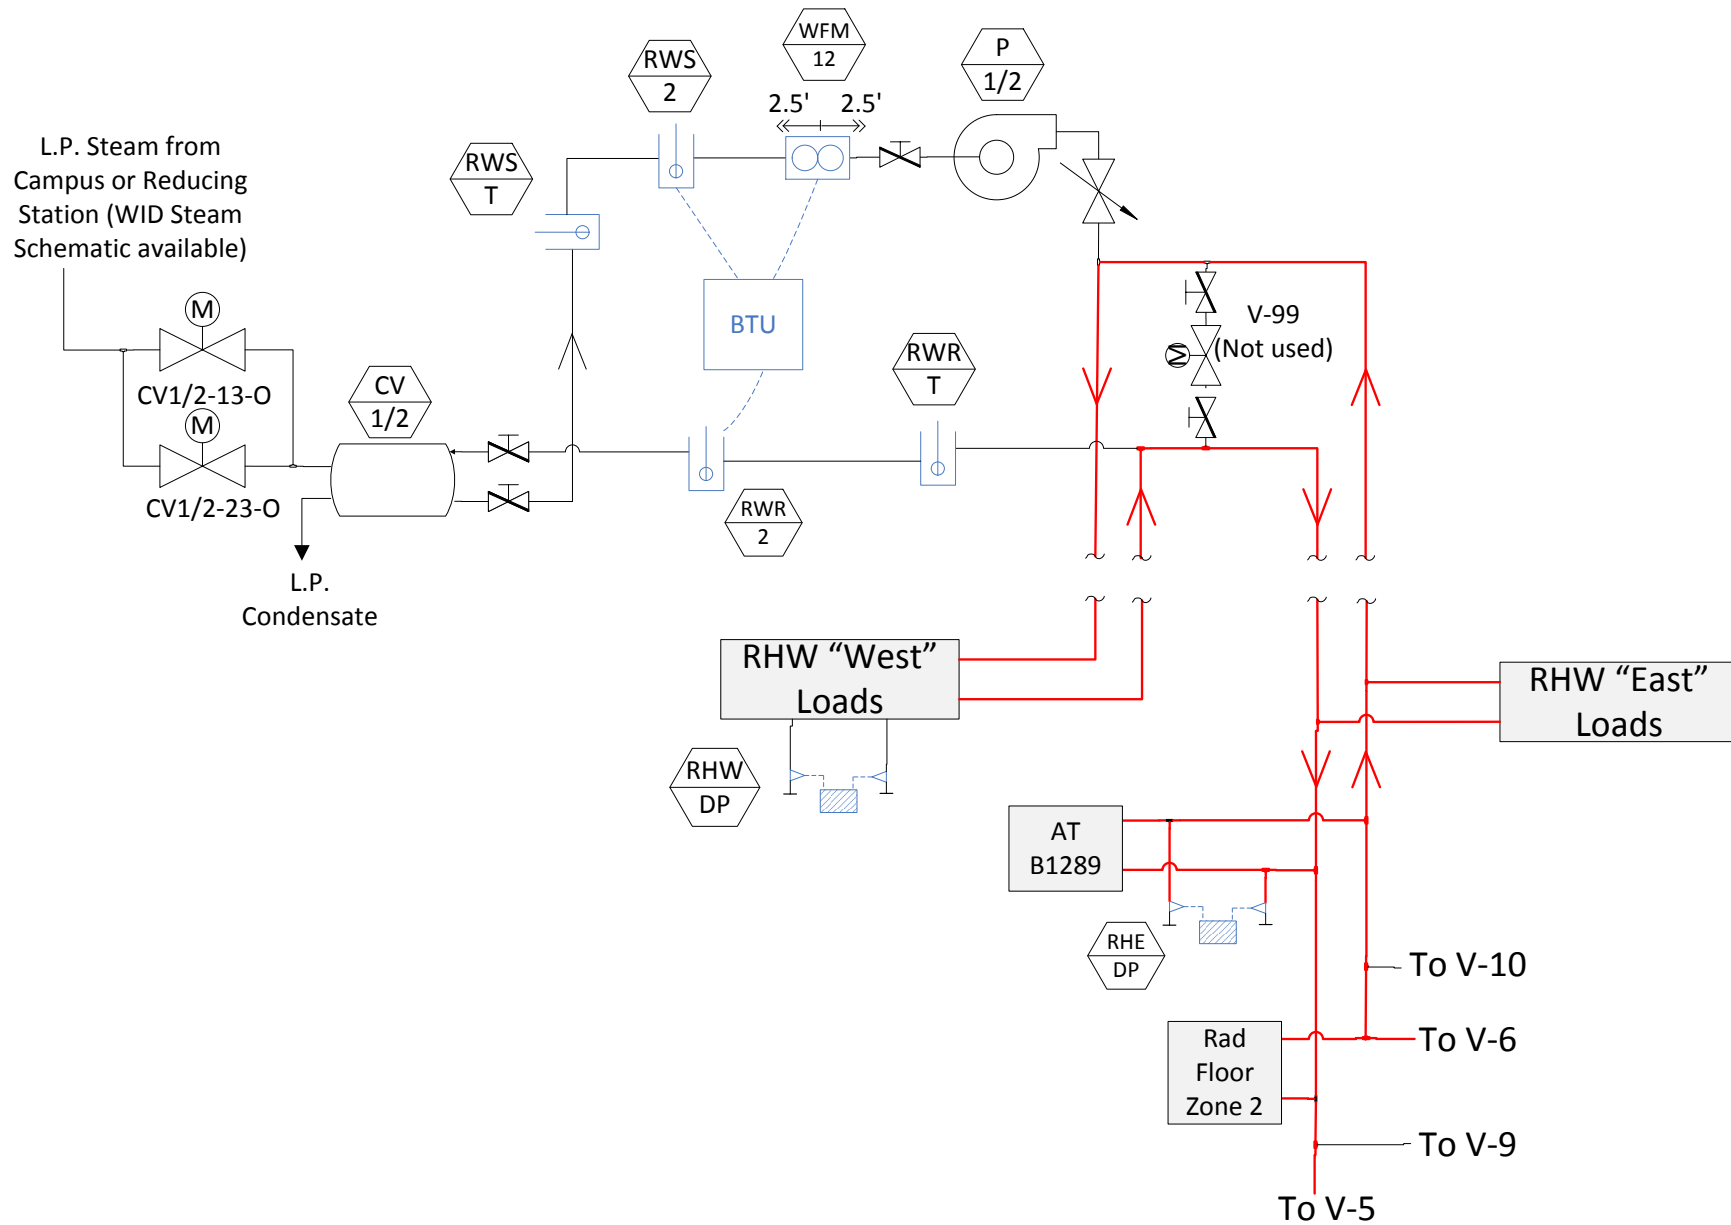 WFM
12
P
1/2
RWS
2
2.5' 2.5'
L.P. Steam from
Campus or Reducing
Station (WID Steam
Schematic available)
RWS
T
M
CV1/2-13-O
M
CV1/2-23-O
CV
1/2
BTU
V-99
(Not used)
M
RWR
T
RWR
2
L.P.
Condensate
RHW “West”
Loads
RHW “East”
Loads
RHW
DP
AT
B1289
RHE
DP
To V-10
Rad
Floor
Zone 2
To V-6
To V-9
To V-5